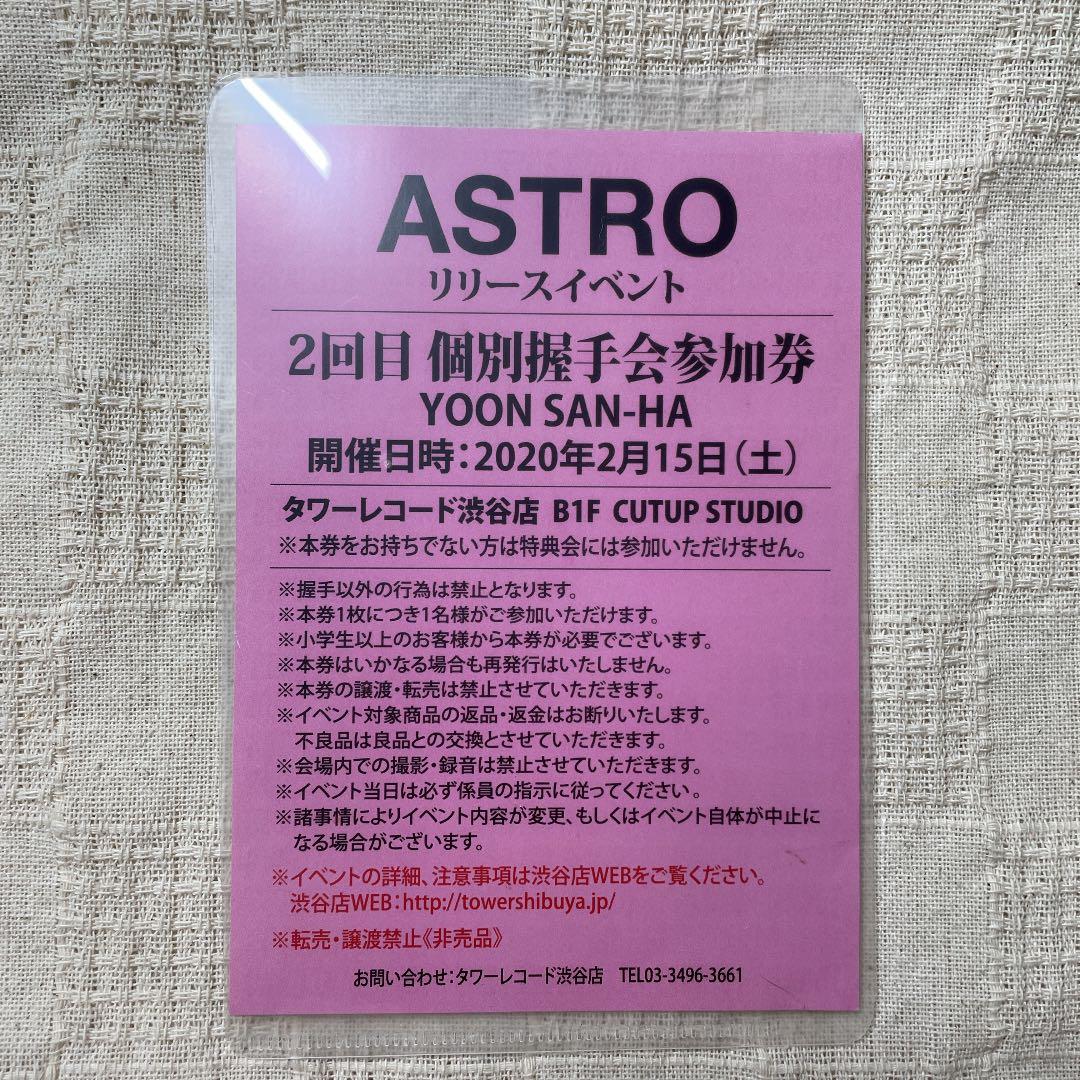 ASTRO
リリースイベント
2回目 個別握手会参加券
YOON SAN-HA
開催日時：2020年2月15日（土）
タワーレコード渋谷店 B1F CUTUP STUDIO
※本券をお持ちでない方は特典会には参加いただけません。
※握手以外の行為は禁止となります。
※本券1枚につき1名様がご参加いただけます。
※小学生以上のお客様から本券が必要でございます。
※本券はいかなる場合も再発行はいたしません。
※本券の譲渡・転売は禁止させていただきます。
※イベント対象商品の返品・返金はお断りいたします。
不良品は良品との交換とさせていただきます。
※会場内での撮影・録音は禁止させていただきます。
※イベント当日は必ず係員の指示に従ってください。
※諸事情によりイベント内容が変更、もしくはイベント自体が中止に
なる場合がございます。
※イベントの詳細、注意事項は渋谷店WEBをご覧ください。
渋谷店WEB：http://towershibuya.jp/
※転売・譲渡禁止《非売品》
お問い合わせ：タワーレコード渋谷店 TEL03-3496-3661